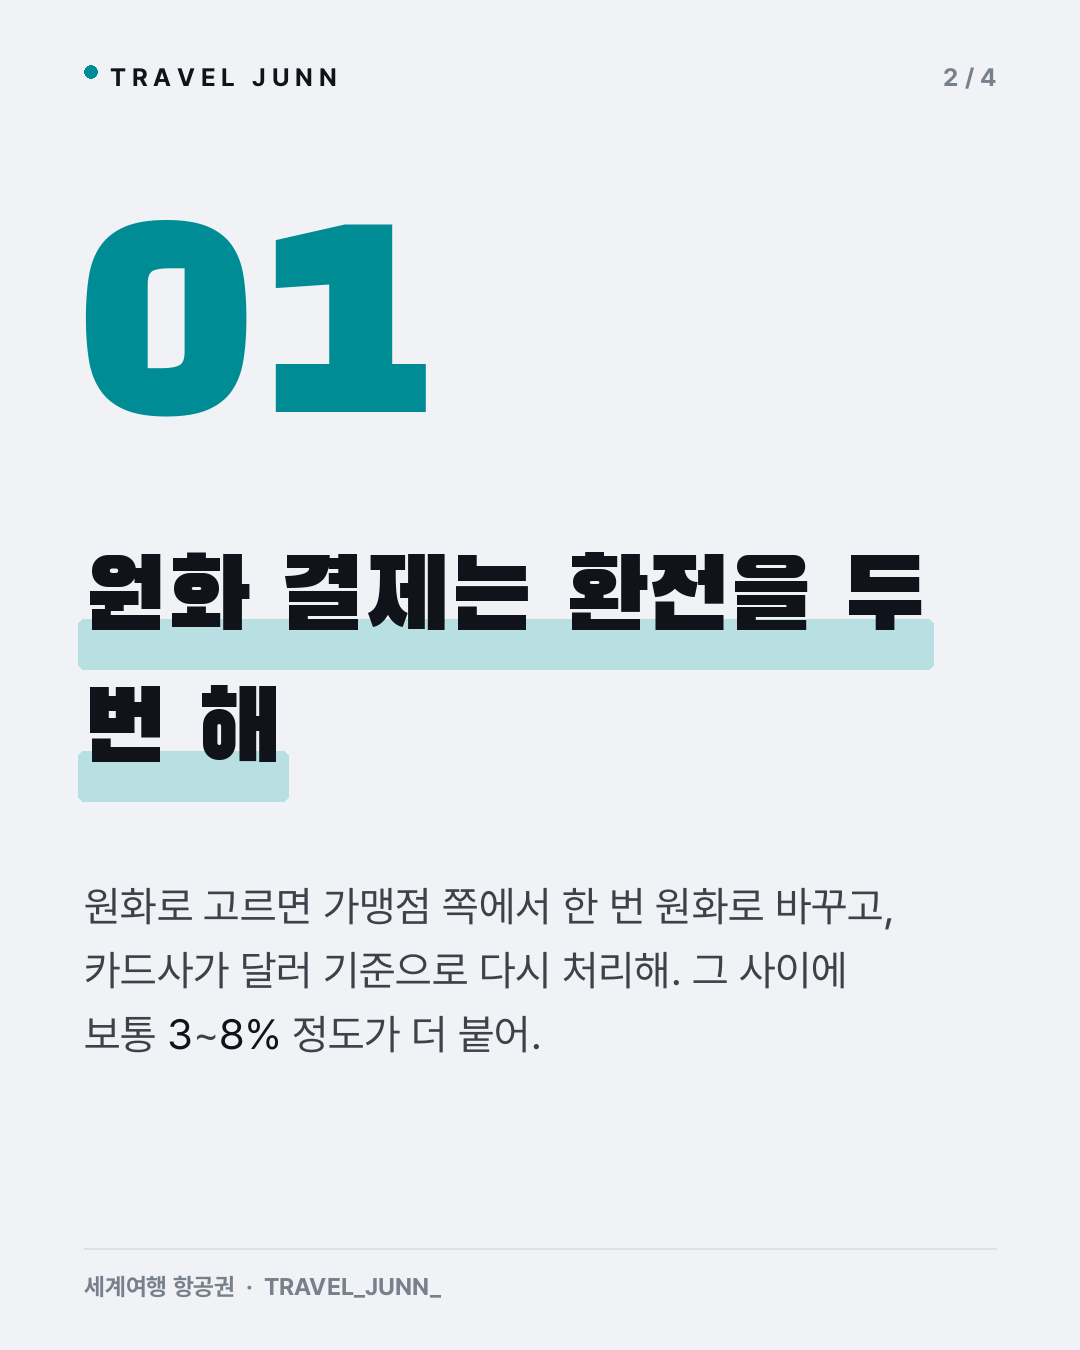 TRAVEL JUNN
2 / 4
01
원화 결제는 환전을 두
번 해
원화로 고르면 가맹점 쪽에서 한 번 원화로 바꾸고,
카드사가 달러 기준으로 다시 처리해. 그 사이에
보통 3~8% 정도가 더 붙어.
세계여행 항공권 · TRAVEL_JUNN_